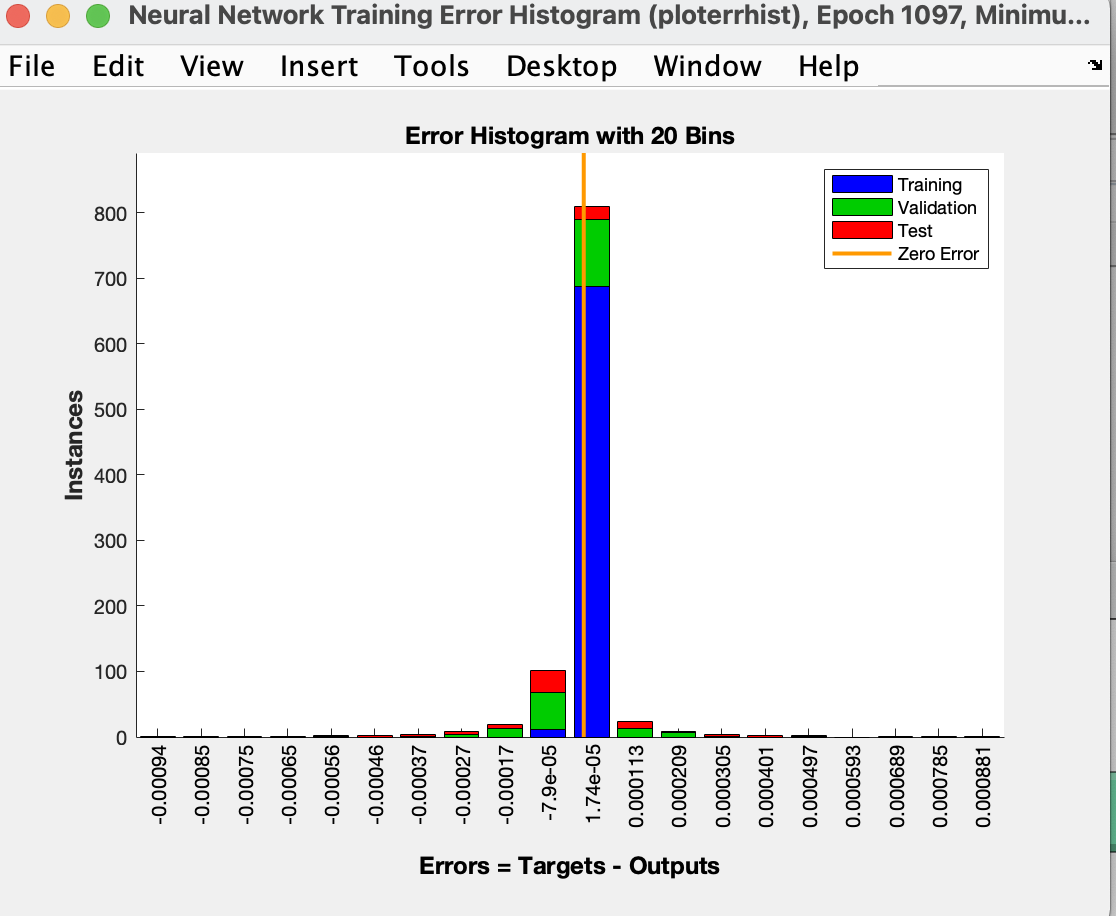 Neural Network Training Error Histogram (ploterrhist), Epoch 1097, Minimu...
File Edit View Insert Tools Desktop Window Help
Error Histogram with 20 Bins
Training
Validation
Test
Zero Error
800
700
600
500
400
300
200
100
0
Instances
-0.00094
-0.00085
-0.00075
-0.00065
-0.00056
-0.00046
-0.00037
-0.00027
-0.00017
-7.9e-05
1.74e-05
0.000113
0.000209
0.000305
0.000401
0.000497
0.000593
0.000689
0.000785
0.000881
Errors = Targets - Outputs